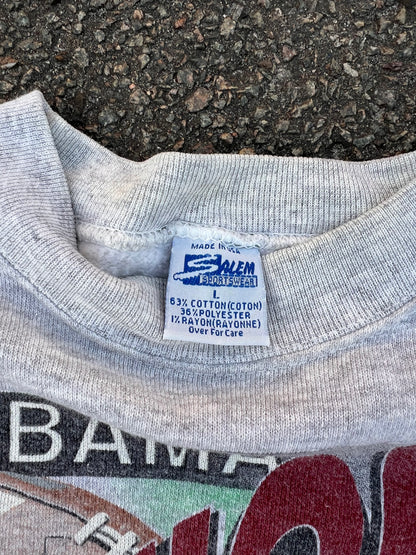 MADE IN
SALEM
SPORTSWEAR
L
63% COTTON(COTON)
36% POLYESTER
1% RAYON(RAYONNE)
Over For Care
BAMA